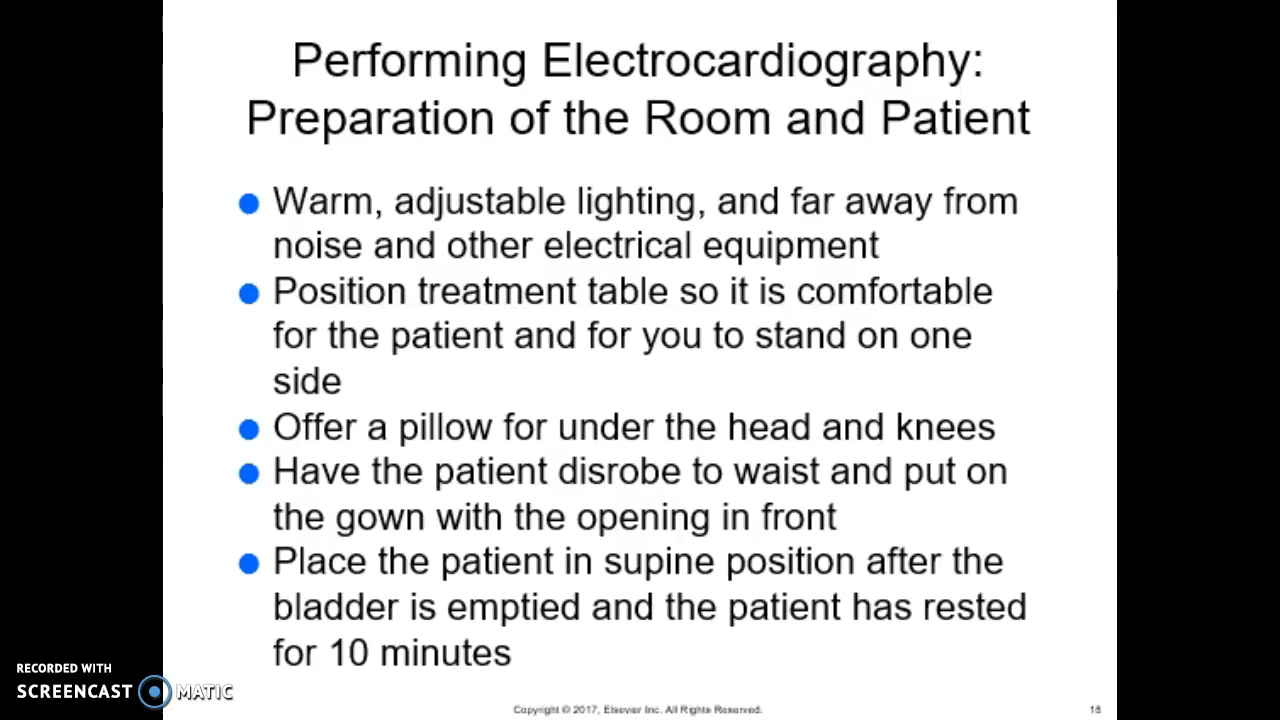 Performing Electrocardiography:
Preparation of the Room and Patient
● Warm, adjustable lighting, and far away from
noise and other electrical equipment
● Position treatment table so it is comfortable
for the patient and for you to stand on one
side
● Offer a pillow for under the head and knees
● Have the patient disrobe to waist and put on
the gown with the opening in front
● Place the patient in supine position after the
bladder is emptied and the patient has rested
for 10 minutes
RECORDED WITH
SCREENCAST MATIC
Copyright © 2017, Elsevier Inc. All Rights Reserved.
18